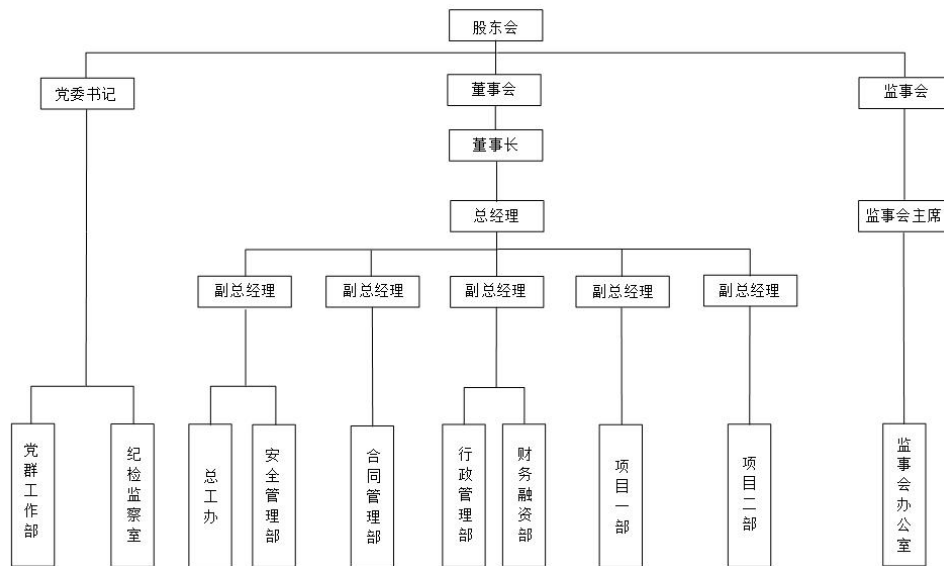 股东会
党委书记
董事会
监事会
董事长
总经理
监事会主席
副总经理
副总经理
副总经理
副总经理
副总经理
党群工作部
纪检监察室
总工办
安全管理部
合同管理部
行政管理部
财务融资部
项目一部
项目二部
监事会办公室